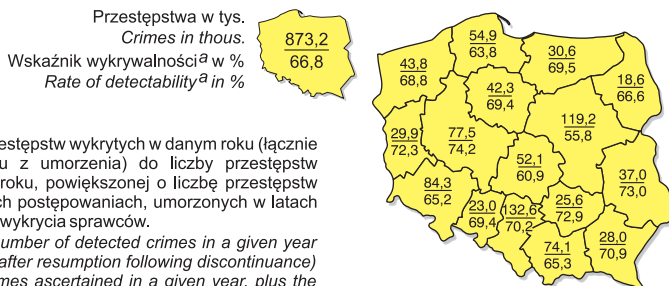 Przestępstwa w tys.
Crimes in thous.
Wskaźnik wykrywalnościᵃ w %
Rate of detectabilityᵃ in %
873,2
66,8
54,9
63,8
30,6
69,5
43,8
68,8
18,6
66,6
42,3
69,4
119,2
55,8
29,9
72,3
77,5
74,2
52,1
60,9
37,0
73,0
84,3
65,2
23,0
69,4
132,6
70,2
25,6
72,9
74,1
65,3
28,0
70,9
estępstw wykrytych w danym roku (łącznie
u z umorzenia) do liczby przestępstw
roku, powiększonej o liczbę przestępstw
ch postępowaniach, umorzonych w latach
wykrycia sprawców.
umber of detected crimes in a given year
after resumption following discontinuance)
mes ascertained in a given year, plus the